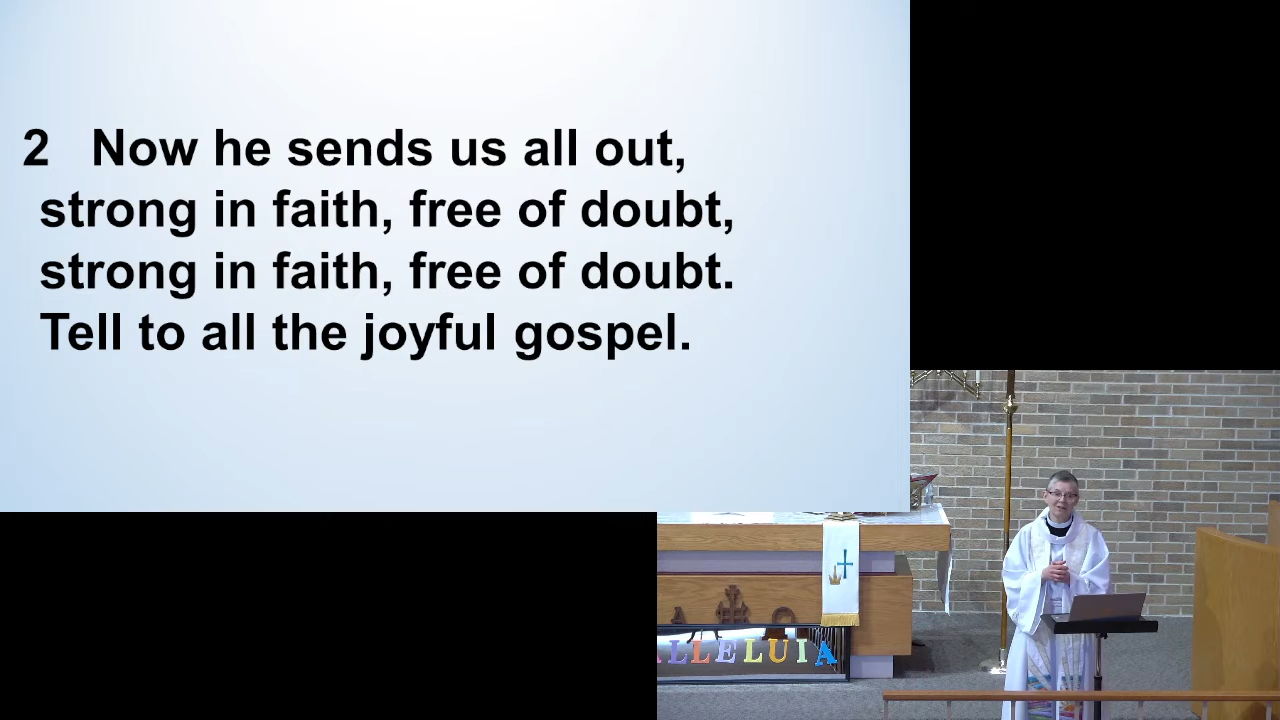 2 Now he sends us all out,
strong in faith, free of doubt,
strong in faith, free of doubt.
Tell to all the joyful gospel.
ALLELUIA